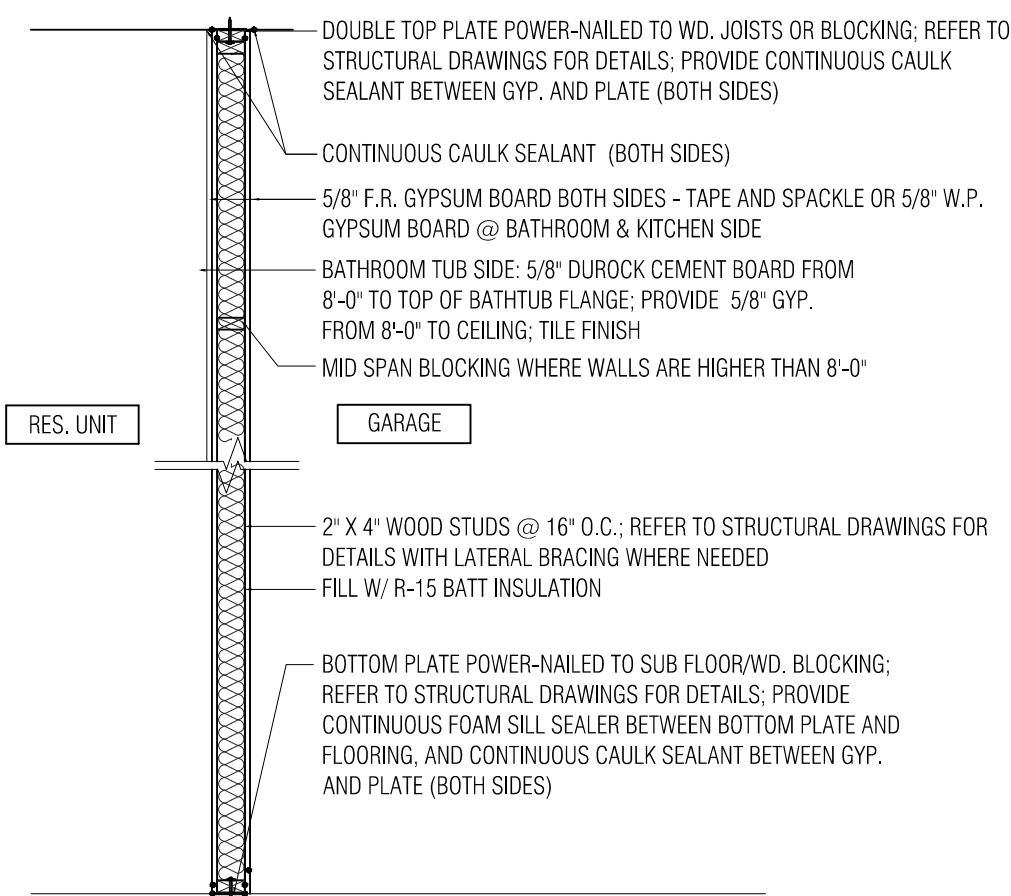 DOUBLE TOP PLATE POWER-NAILED TO WD. JOISTS OR BLOCKING; REFER TO
STRUCTURAL DRAWINGS FOR DETAILS; PROVIDE CONTINUOUS CAULK
SEALANT BETWEEN GYP. AND PLATE (BOTH SIDES)
CONTINUOUS CAULK SEALANT (BOTH SIDES)
5/8" F.R. GYPSUM BOARD BOTH SIDES - TAPE AND SPACKLE OR 5/8" W.P.
GYPSUM BOARD @ BATHROOM & KITCHEN SIDE
BATHROOM TUB SIDE: 5/8" DUROCK CEMENT BOARD FROM
8'-0" TO TOP OF BATHTUB FLANGE; PROVIDE 5/8" GYP.
FROM 8'-0" TO CEILING; TILE FINISH
MID SPAN BLOCKING WHERE WALLS ARE HIGHER THAN 8'-0"
RES. UNIT
GARAGE
2" X 4" WOOD STUDS @ 16" O.C.; REFER TO STRUCTURAL DRAWINGS FOR
DETAILS WITH LATERAL BRACING WHERE NEEDED
FILL W/ R-15 BATT INSULATION
BOTTOM PLATE POWER-NAILED TO SUB FLOOR/WD. BLOCKING;
REFER TO STRUCTURAL DRAWINGS FOR DETAILS; PROVIDE
CONTINUOUS FOAM SILL SEALER BETWEEN BOTTOM PLATE AND
FLOORING, AND CONTINUOUS CAULK SEALANT BETWEEN GYP.
AND PLATE (BOTH SIDES)